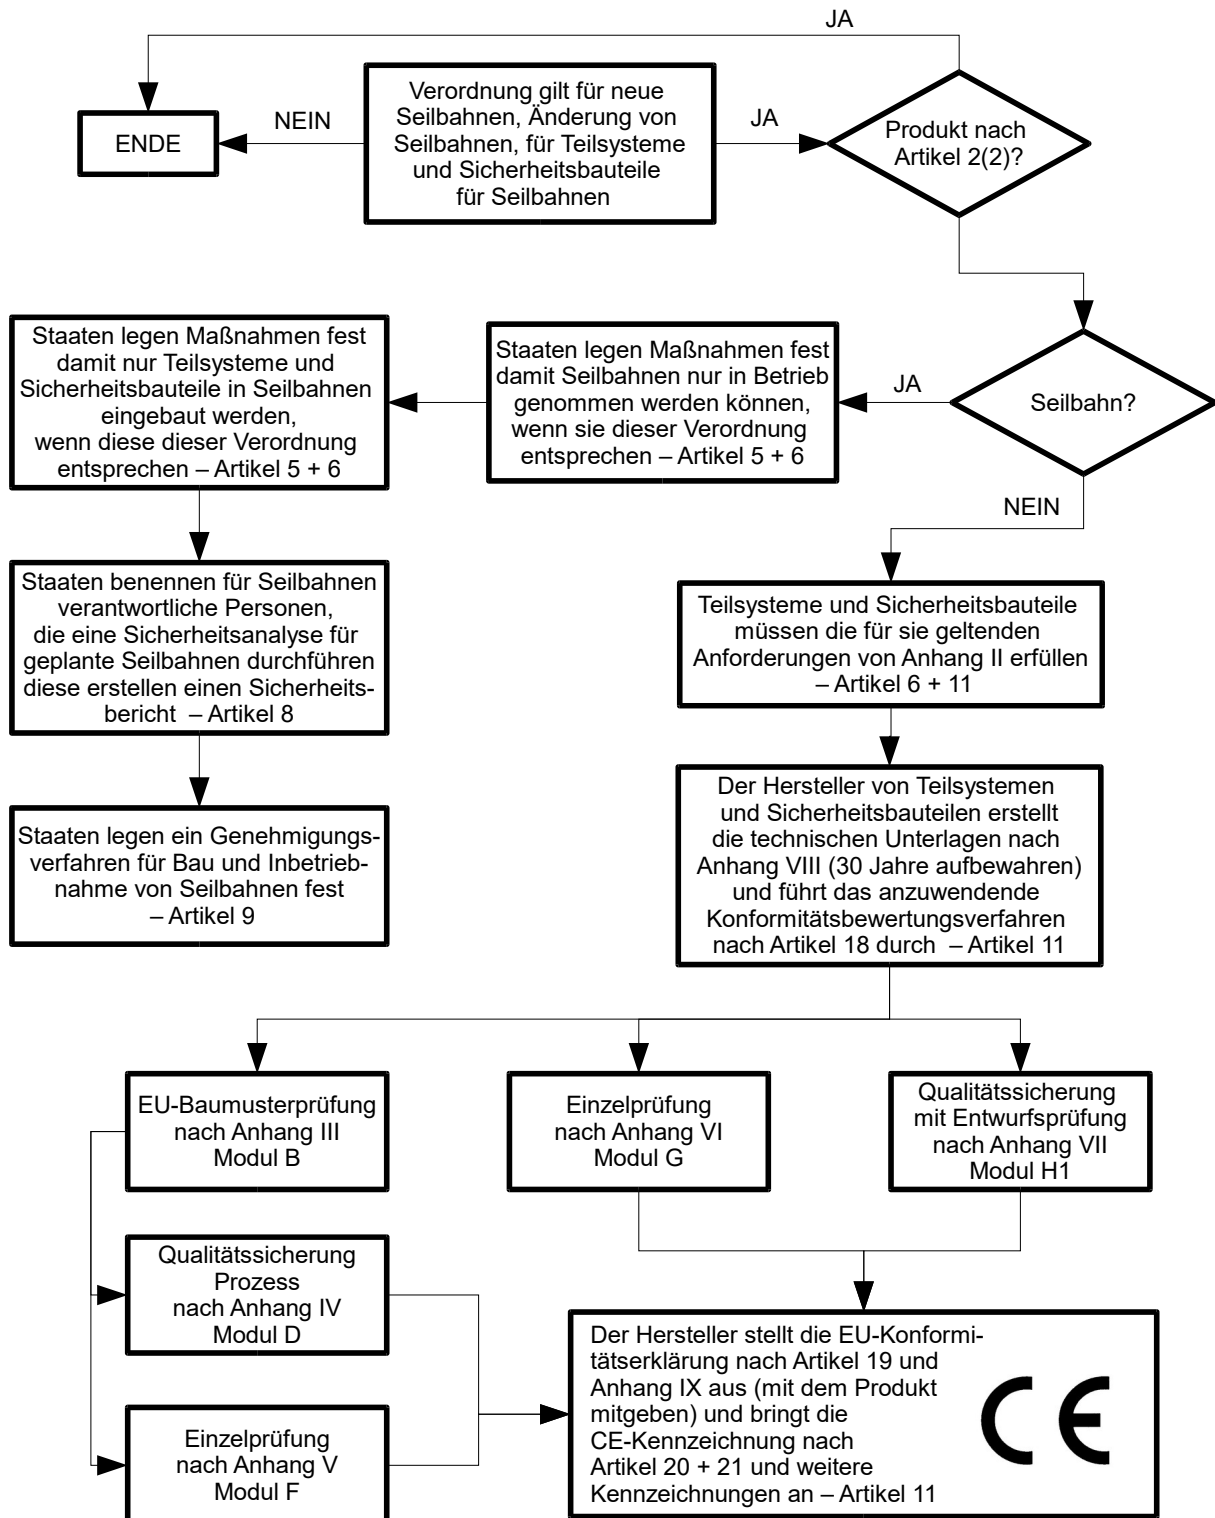 JA
Verordnung gilt für neue
Seilbahnen, Änderung von
Seilbahnen, für Teilsysteme
und Sicherheitsbauteile
für Seilbahnen
NEIN
ENDE
JA
Produkt nach
Artikel 2(2)?
Seilbahn?
JA
Staaten legen Maßnahmen fest
damit Seilbahnen nur in Betrieb
genommen werden können,
wenn sie dieser Verordnung
entsprechen – Artikel 5 + 6
Staaten legen Maßnahmen fest
damit nur Teilsysteme und
Sicherheitsbauteile in Seilbahnen
eingebaut werden,
wenn diese dieser Verordnung
entsprechen – Artikel 5 + 6
Staaten benennen für Seilbahnen
verantwortliche Personen,
die eine Sicherheitsanalyse für
geplante Seilbahnen durchführen
diese erstellen einen Sicherheits-
bericht – Artikel 8
Staaten legen ein Genehmigungs-
verfahren für Bau und Inbetrieb-
nahme von Seilbahnen fest
– Artikel 9
NEIN
Teilsysteme und Sicherheitsbauteile
müssen die für sie geltenden
Anforderungen von Anhang II erfüllen
– Artikel 6 + 11
Der Hersteller von Teilsystemen
und Sicherheitsbauteilen erstellt
die technischen Unterlagen nach
Anhang VIII (30 Jahre aufbewahren)
und führt das anzuwendende
Konformitätsbewertungsverfahren
nach Artikel 18 durch – Artikel 11
EU-Baumusterprüfung
nach Anhang III
Modul B
Einzelprüfung
nach Anhang VI
Modul G
Qualitätssicherung
mit Entwurfsprüfung
nach Anhang VII
Modul H1
Qualitätssicherung
Prozess
nach Anhang IV
Modul D
Einzelprüfung
nach Anhang V
Modul F
Der Hersteller stellt die EU-Konformi-
tätserklärung nach Artikel 19 und
Anhang IX aus (mit dem Produkt
mitgeben) und bringt die
CE-Kennzeichnung nach
Artikel 20 + 21 und weitere
Kennzeichnungen an – Artikel 11
CE